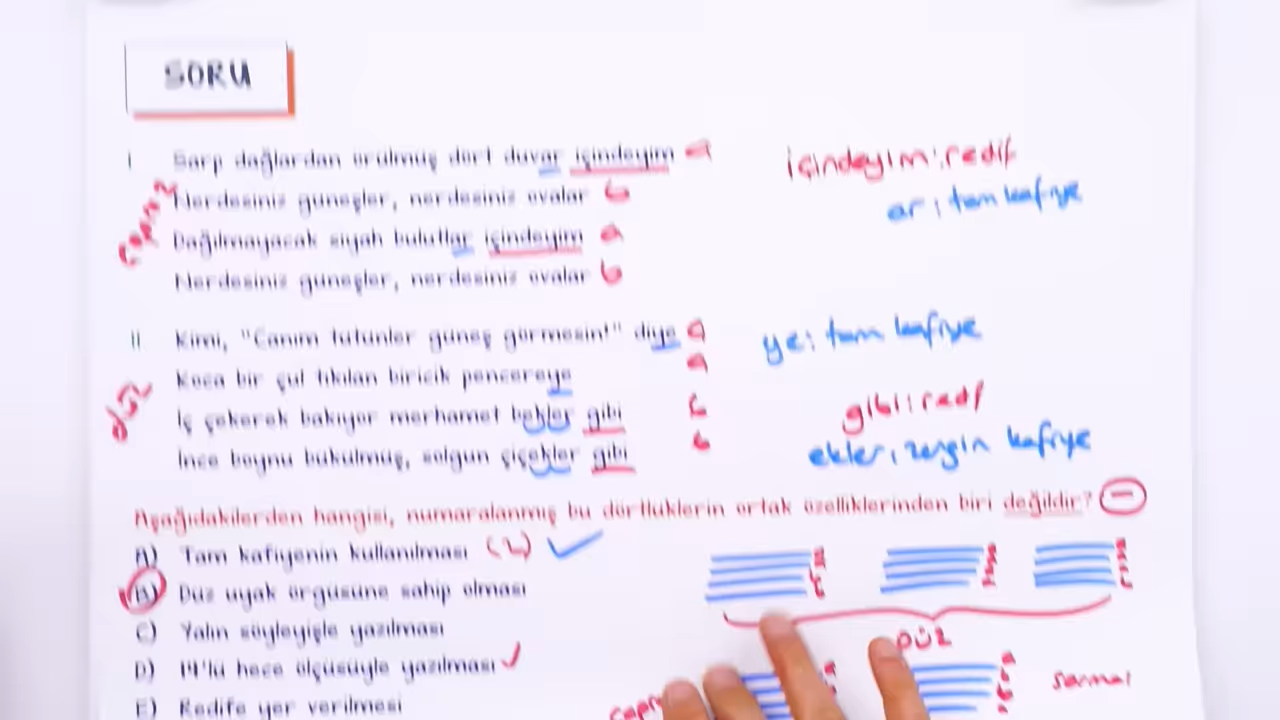 SORU
I Sarp dağlardan örülmüş dört duvar içindeyim a
içindeyim: redif
Nerdesiniz güneşler, nerdesiniz ovalar b
ar: tam kafiye
çapraz
Dağılmayacak siyah bulutlar içindeyim a
Nerdesiniz güneşler, nerdesiniz ovalar b
II Kimi, "Canım tütünler güneş görmesin!" diye a
ye: tam kafiye
Koca bir çul tıkılan biricik pencereye a
düz
İç çekerek bakıyor merhamet bekler gibi b
gibi: redif
İnce boynu bükülmüş, solgun çiçekler gibi b
ekler: zengin kafiye
Aşağıdakilerden hangisi, numaralanmış bu dörtlüklerin ortak özelliklerinden biri değildir? -
A) Tam kafiyenin kullanılması
B) Düz uyak örgüsüne sahip olması
C) Yalın söyleyişle yazılması
DÜZ
D) 14'lü hece ölçüsüyle yazılması
sarmal
E) Redife yer verilmesi